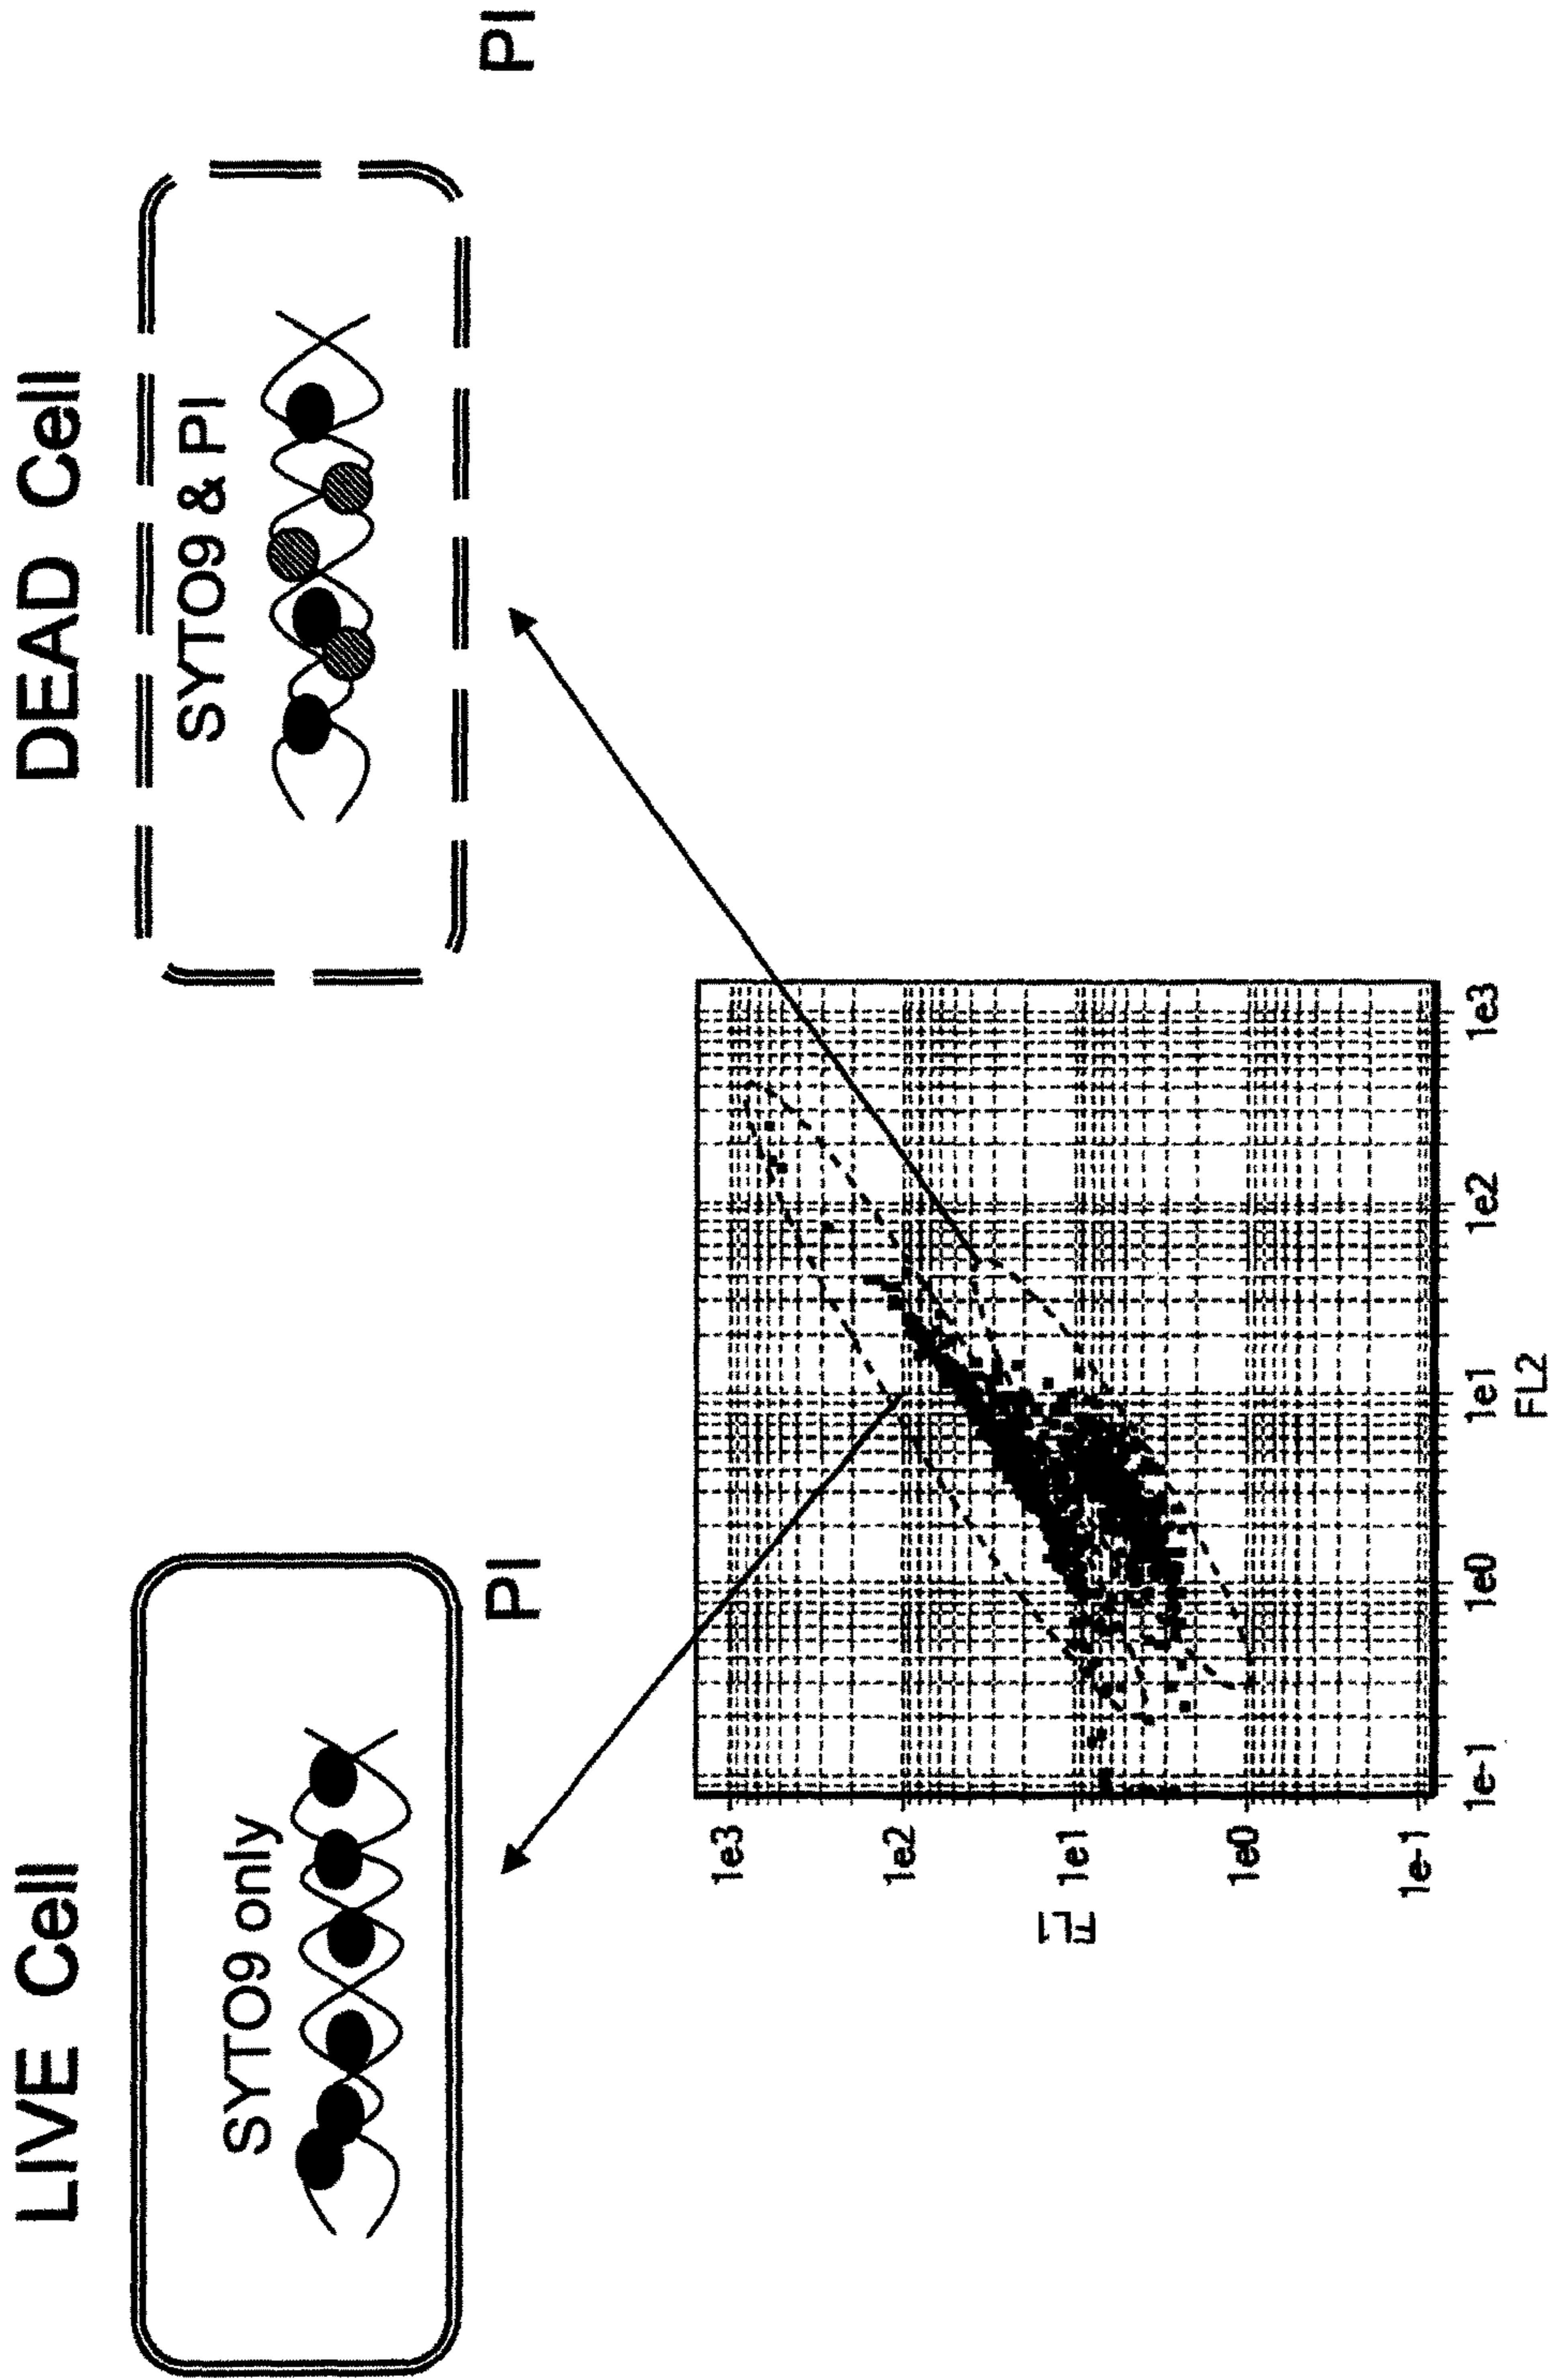 LIVE Cell
DEAD Cell
SYTO9 only
SYTO9 & PI
PI
PI
1e3
1e2
1e1
1e0
1e-1
FL1
1e-1
1e0
1e1
1e2
1e3
FL2